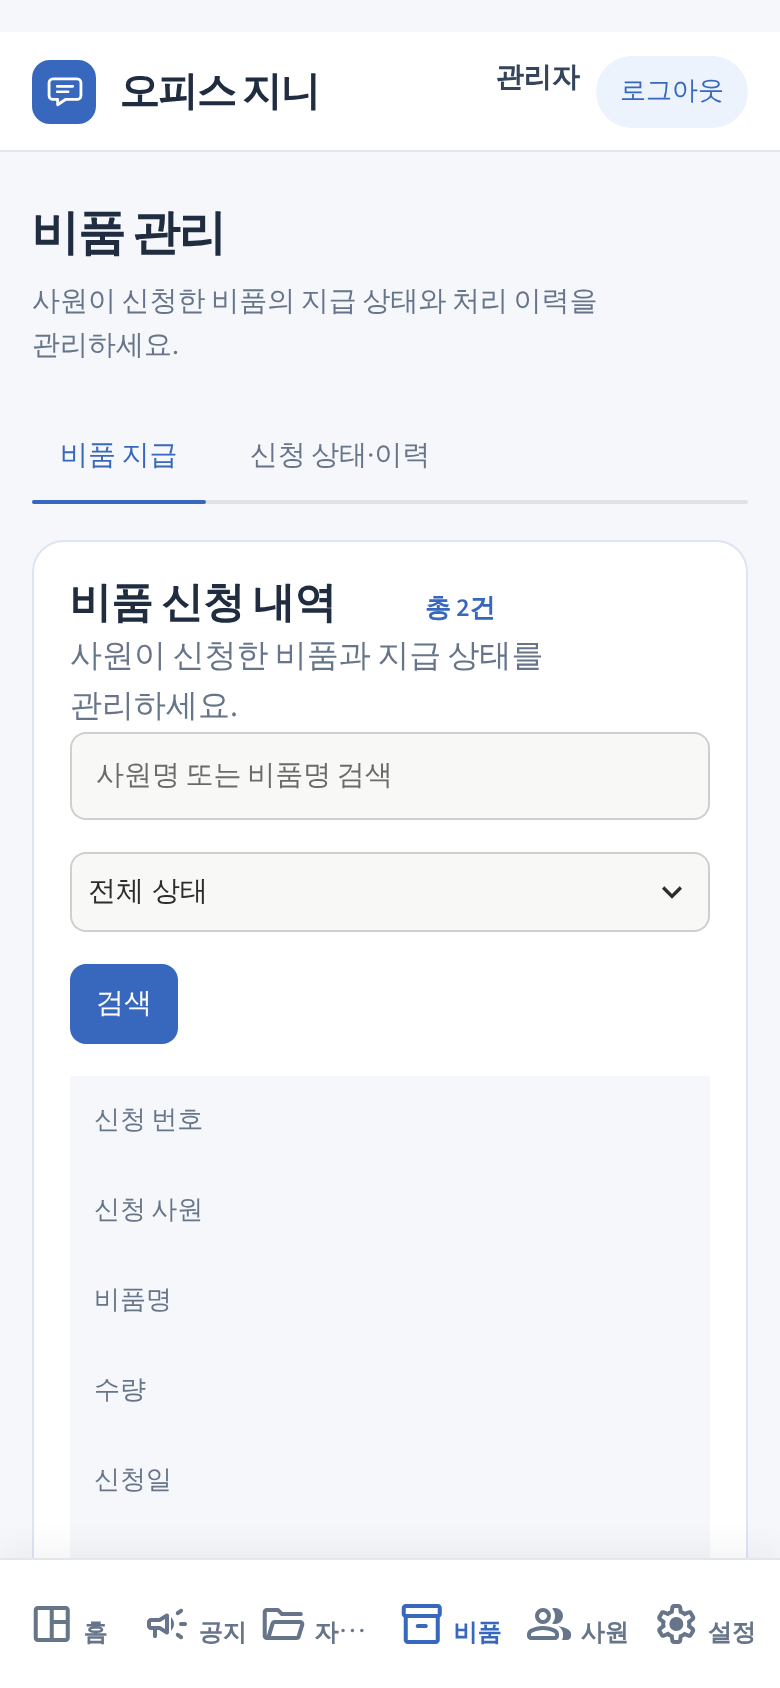 오피스 지니
관리자
로그아웃
비품 관리
사원이 신청한 비품의 지급 상태와 처리 이력을
관리하세요.
비품 지급
신청 상태·이력
비품 신청 내역
총 2건
사원이 신청한 비품과 지급 상태를
관리하세요.
사원명 또는 비품명 검색
전체 상태
검색
신청 번호
신청 사원
비품명
수량
신청일
홈
공지
자…
비품
사원
설정